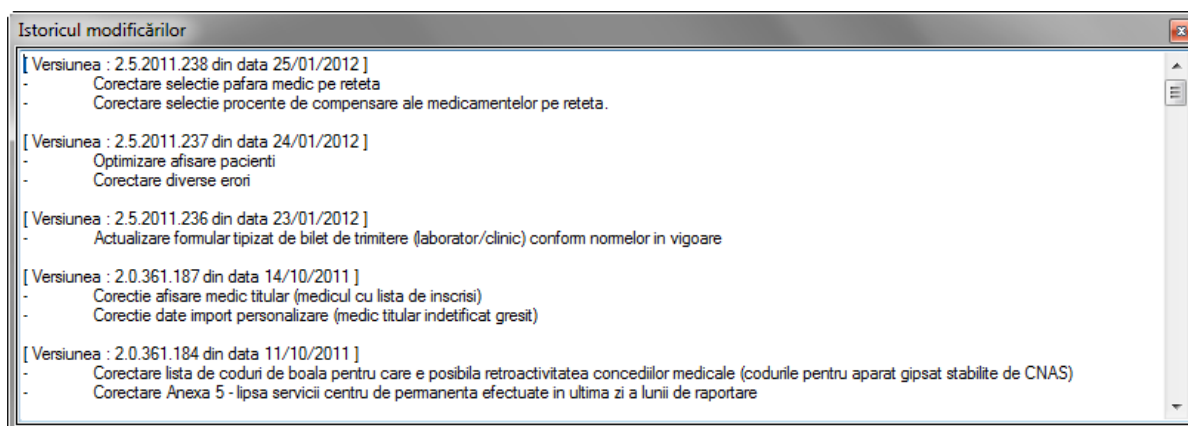 Istoricul modificărilor
[ Versiunea : 2.5.2011.238 din data 25/01/2012 ]
- Corectare selectie pafara medic pe reteta
- Corectare selectie procente de compensare ale medicamentelor pe reteta.
[ Versiunea : 2.5.2011.237 din data 24/01/2012 ]
- Optimizare afisare pacienti
- Corectare diverse erori
[ Versiunea : 2.5.2011.236 din data 23/01/2012 ]
- Actualizare formular tipizat de bilet de trimitere (laborator/clinic) conform normelor in vigoare
[ Versiunea : 2.0.361.187 din data 14/10/2011 ]
- Corectie afisare medic titular (medicul cu lista de inscrisi)
- Corectie date import personalizare (medic titular indetificat gresit)
[ Versiunea : 2.0.361.184 din data 11/10/2011 ]
- Corectare lista de coduri de boala pentru care e posibila retroactivitatea concediilor medicale (codurile pentru aparat gipsat stabilite de CNAS)
- Corectare Anexa 5 - lipsa servicii centru de permanenta efectuate in ultima zi a lunii de raportare